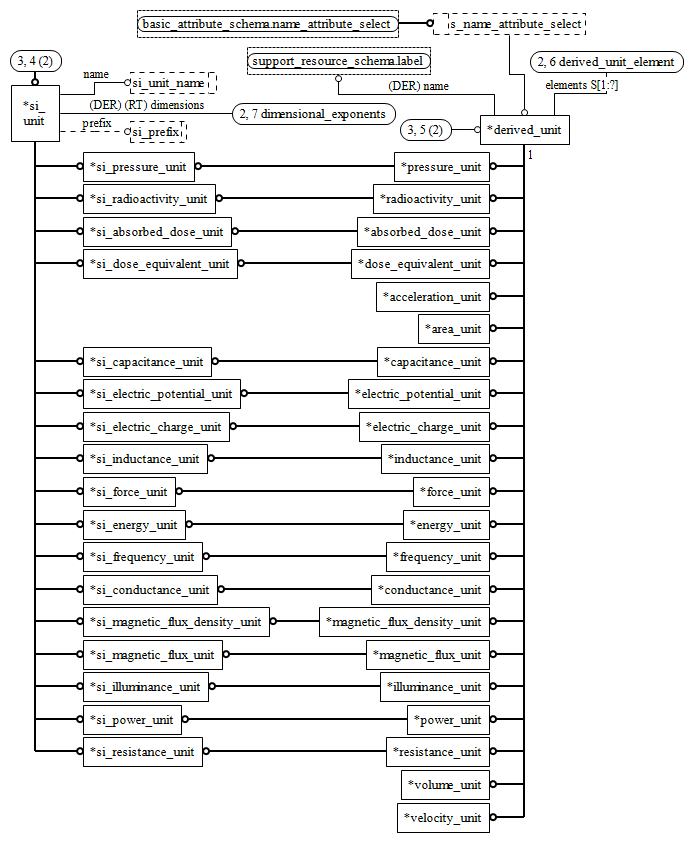 basic_attribute_schema.name_attribute_select
s_name_attribute_select
3, 4 (2)
name
si_unit_name
support_resource_schema.label
2, 6 derived_unit_element
(DER) name
elements S[1:?]
*si_
unit
(DER) (RT) dimensions
2, 7 dimensional_exponents
prefix
si_prefix
3, 5 (2)
*derived_unit
1
*si_pressure_unit
*pressure_unit
*si_radioactivity_unit
*radioactivity_unit
*si_absorbed_dose_unit
*absorbed_dose_unit
*si_dose_equivalent_unit
*dose_equivalent_unit
*acceleration_unit
*area_unit
*si_capacitance_unit
*capacitance_unit
*si_electric_potential_unit
*electric_potential_unit
*si_electric_charge_unit
*electric_charge_unit
*si_inductance_unit
*inductance_unit
*si_force_unit
*force_unit
*si_energy_unit
*energy_unit
*si_frequency_unit
*frequency_unit
*si_conductance_unit
*conductance_unit
*si_magnetic_flux_density_unit
*magnetic_flux_density_unit
*si_magnetic_flux_unit
*magnetic_flux_unit
*si_illuminance_unit
*illuminance_unit
*si_power_unit
*power_unit
*si_resistance_unit
*resistance_unit
*volume_unit
*velocity_unit